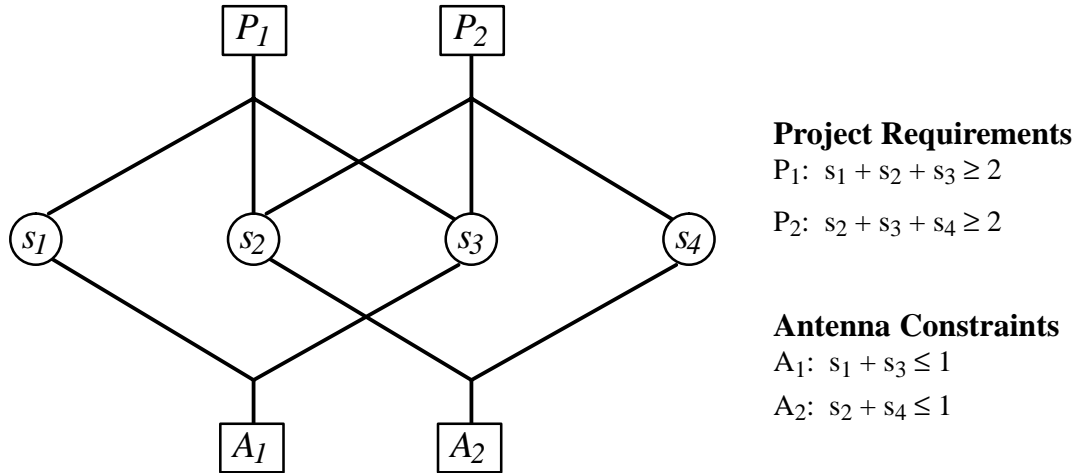 P1 P2
Project Requirements
P1: s1 + s2 + s3 ≥ 2
P2: s2 + s3 + s4 ≥ 2
s1 s2 s3 s4
Antenna Constraints
A1: s1 + s3 ≤ 1
A2: s2 + s4 ≤ 1
A1 A2